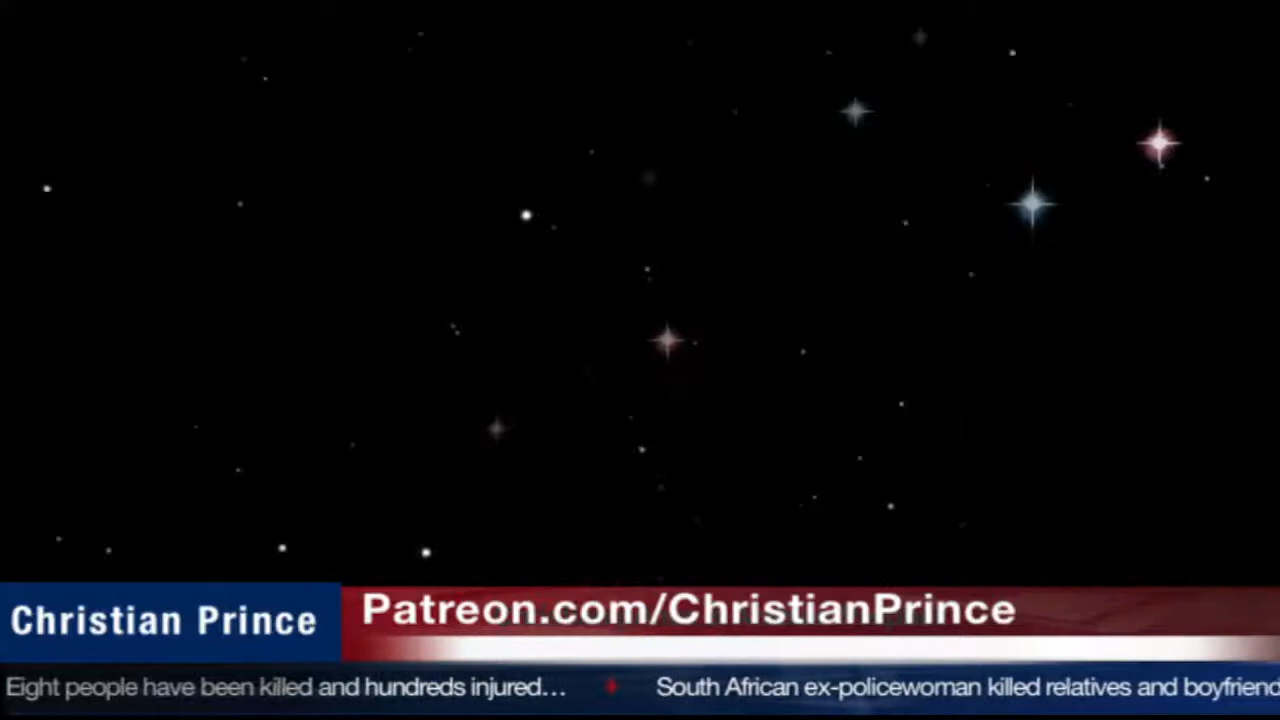 Christian Prince
Patreon.com/ChristianPrince
Eight people have been killed and hundreds injured... South African ex-policewoman killed relatives and boyfriend